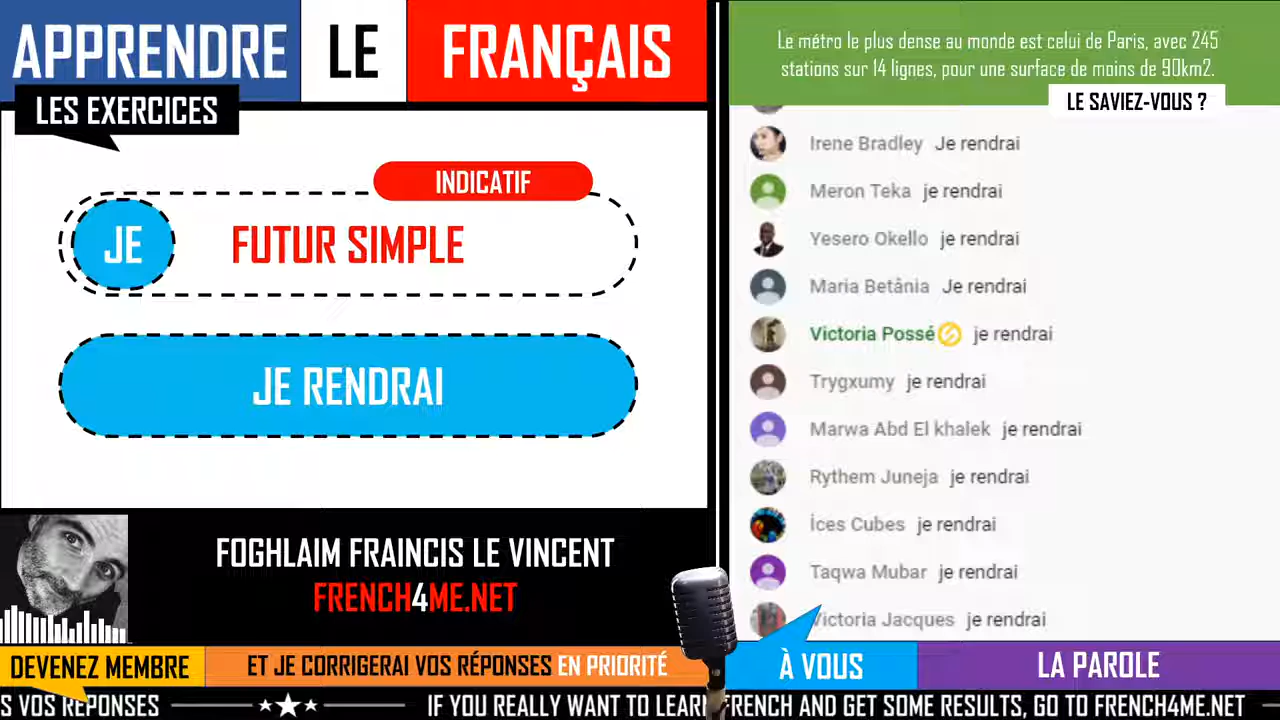 APPRENDRE LE FRANÇAIS
LES EXERCICES
INDICATIF
JE
FUTUR SIMPLE
JE RENDRAI
FOGHLAIM FRAINCIS LE VINCENT
FRENCH4ME.NET
DEVENEZ MEMBRE
ET JE CORRIGERAI VOS RÉPONSES EN PRIORITÉ
Le métro le plus dense au monde est celui de Paris, avec 245
stations sur 14 lignes, pour une surface de moins de 90km2.
LE SAVIEZ-VOUS ?
Irene Bradley Je rendrai
Meron Teka je rendrai
Yesero Okello je rendrai
Maria Betânia Je rendrai
Victoria Possé je rendrai
Trygxumy je rendrai
Marwa Abd El khalek je rendrai
Rythem Juneja je rendrai
İces Cubes je rendrai
Taqwa Mubar je rendrai
Victoria Jacques je rendrai
À VOUS
LA PAROLE
S VOS RÉPONSES IF YOU REALLY WANT TO LEARN FRENCH AND GET SOME RESULTS, GO TO FRENCH4ME.NET